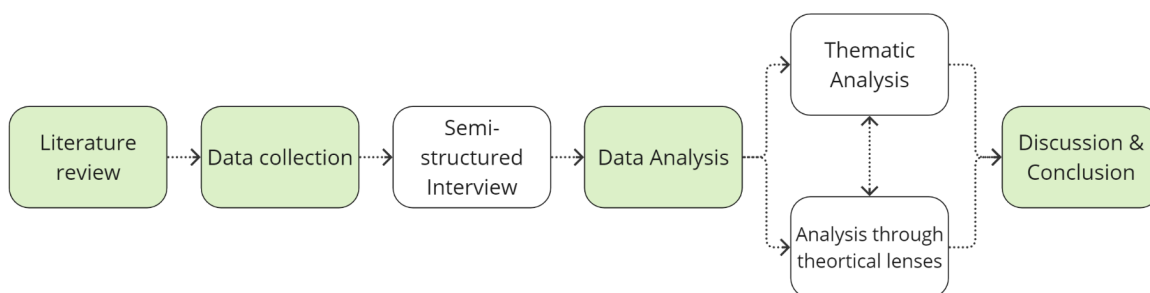 Literature
review
Data collection
Semi-
structured
Interview
Data Analysis
Thematic
Analysis
Analysis through
theortical lenses
Discussion &
Conclusion